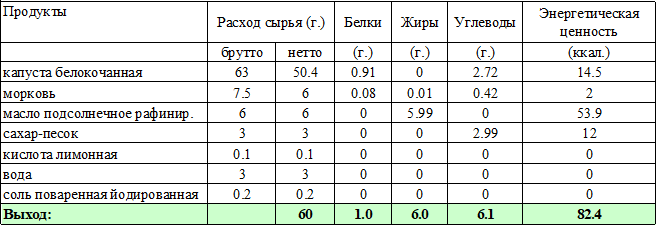 Продукты Расход сырья (г.) Белки Жиры Углеводы Энергетическая ценность
брутто нетто (г.) (г.) (г.) (ккал.)
капуста белокочанная 63 50.4 0.91 0 2.72 14.5
морковь 7.5 6 0.08 0.01 0.42 2
масло подсолнечное рафинир. 6 6 0 5.99 0 53.9
сахар-песок 3 3 0 0 2.99 12
кислота лимонная 0.1 0.1 0 0 0 0
вода 3 3 0 0 0 0
соль поваренная йодированная 0.2 0.2 0 0 0 0
Выход: 60 1.0 6.0 6.1 82.4